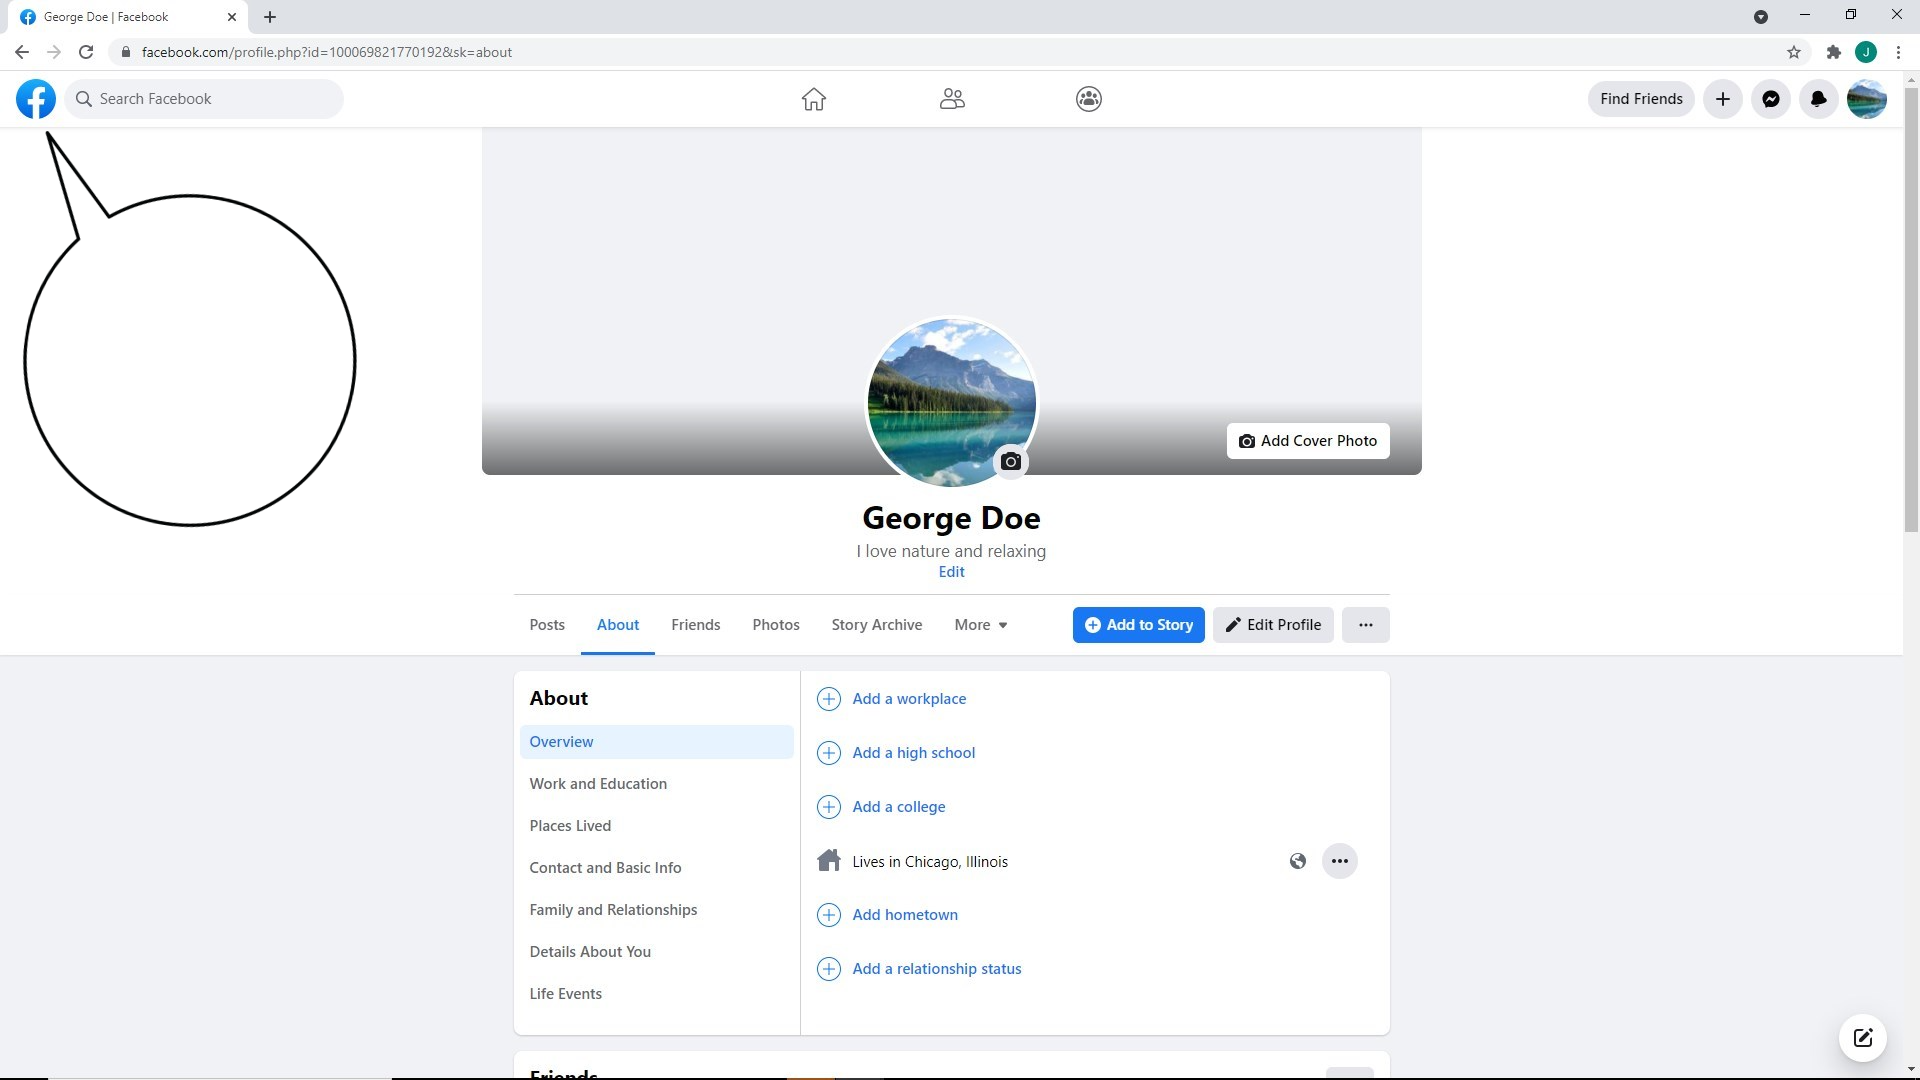 George Doe | Facebook
facebook.com/profile.php?id=100069821770192&sk=about
J
Search Facebook
Find Friends
Add Cover Photo
George Doe
I love nature and relaxing
Edit
Posts
About
Friends
Photos
Story Archive
More
Add to Story
Edit Profile
About
Overview
Work and Education
Places Lived
Contact and Basic Info
Family and Relationships
Details About You
Life Events
Add a workplace
Add a high school
Add a college
Lives in Chicago, Illinois
Add hometown
Add a relationship status
Friends